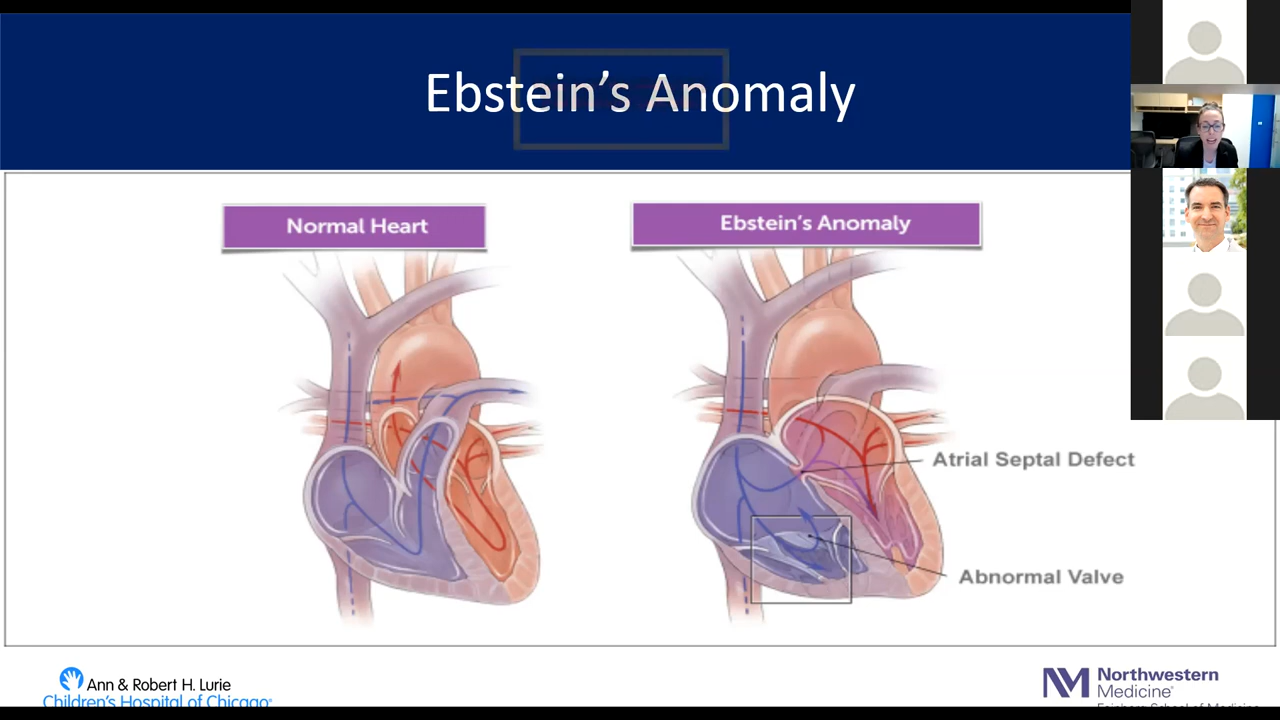 Ebstein's Anomaly
Normal Heart
Ebstein's Anomaly
Atrial Septal Defect
Abnormal Valve
Ann & Robert H. Lurie
Children's Hospital of Chicago®
Northwestern
Medicine®